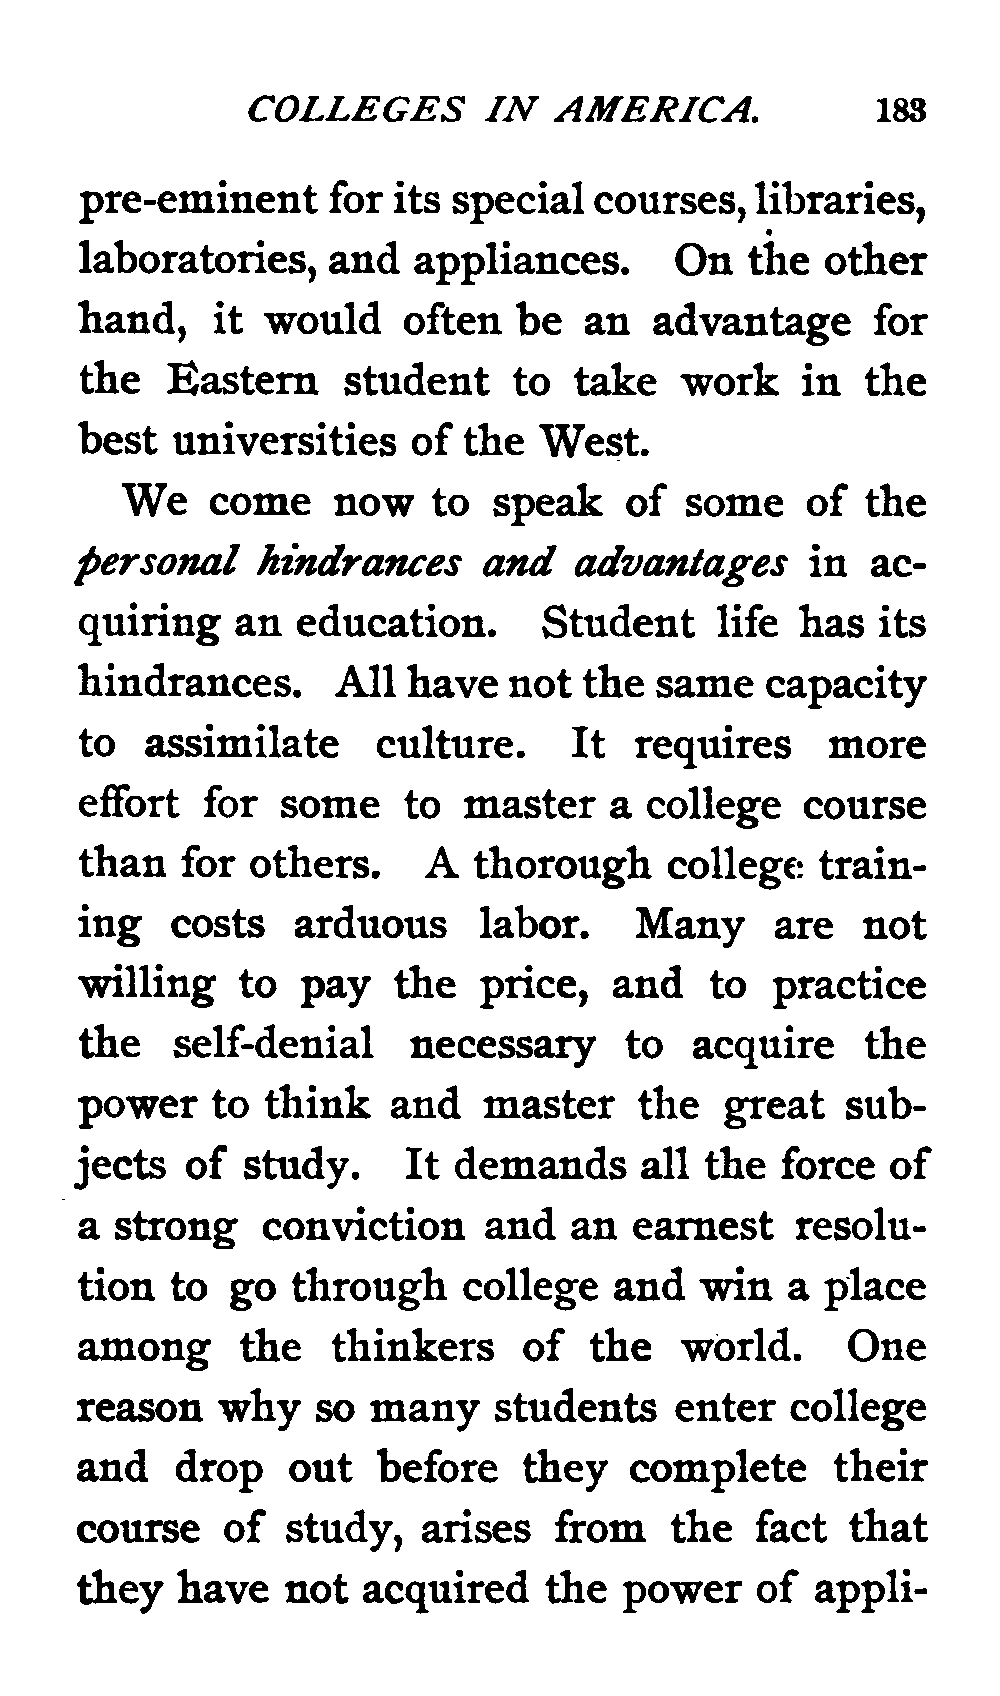 COLLEGES IN AMERICA. 183
pre-eminent for its special courses, libraries,
laboratories, and appliances. On the other
hand, it would often be an advantage for
the Eastern student to take work in the
best universities of the West.
We come now to speak of some of the
personal hindrances and advantages in ac-
quiring an education. Student life has its
hindrances. All have not the same capacity
to assimilate culture. It requires more
effort for some to master a college course
than for others. A thorough college train-
ing costs arduous labor. Many are not
willing to pay the price, and to practice
the self-denial necessary to acquire the
power to think and master the great sub-
jects of study. It demands all the force of
a strong conviction and an earnest resolu-
tion to go through college and win a place
among the thinkers of the world. One
reason why so many students enter college
and drop out before they complete their
course of study, arises from the fact that
they have not acquired the power of appli-